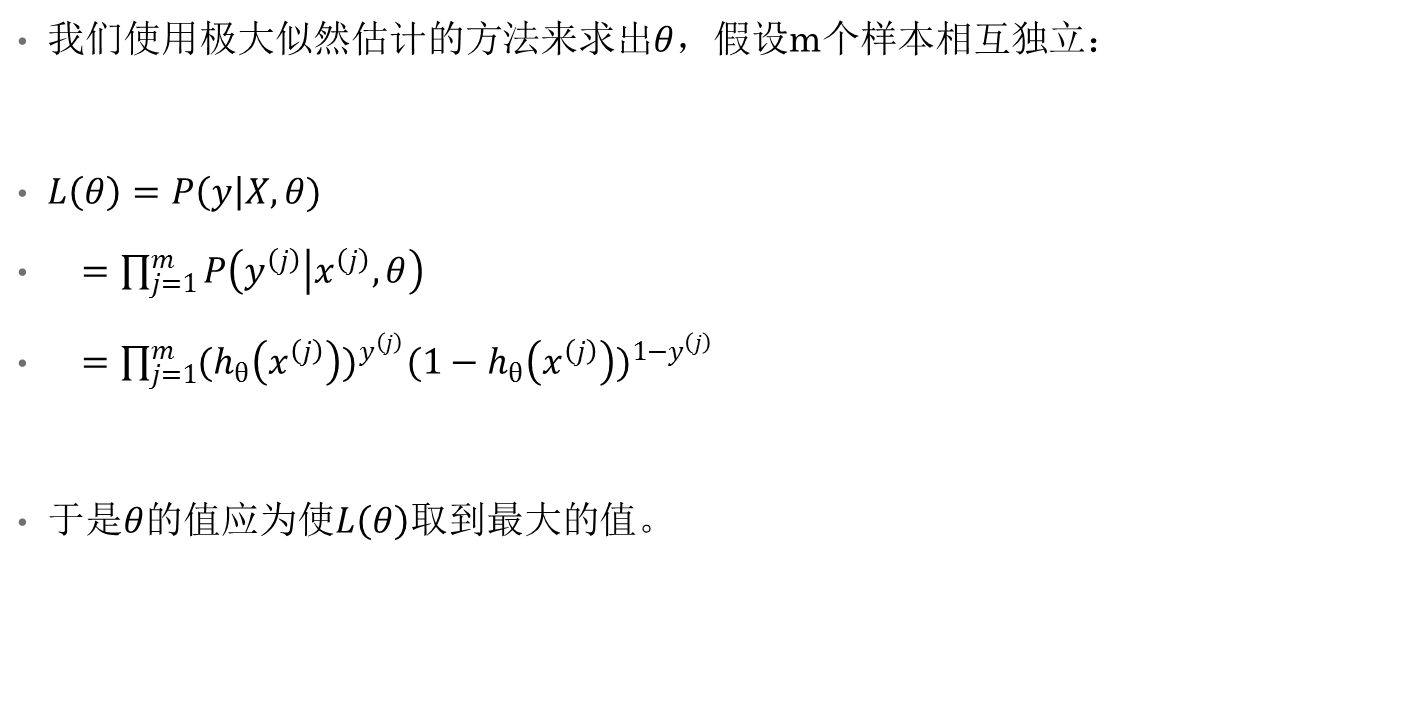 • 我们使用极大似然估计的方法来求出θ，假设m个样本相互独立：
• L(θ) = P(y|X, θ)
• = ∏_{j=1}^{m} P(y^{(j)}|x^{(j)}, θ)
• = ∏_{j=1}^{m} (h_θ(x^{(j)}))^{y^{(j)}} (1 − h_θ(x^{(j)}))^{1−y^{(j)}}
• 于是θ的值应为使L(θ)取到最大的值。